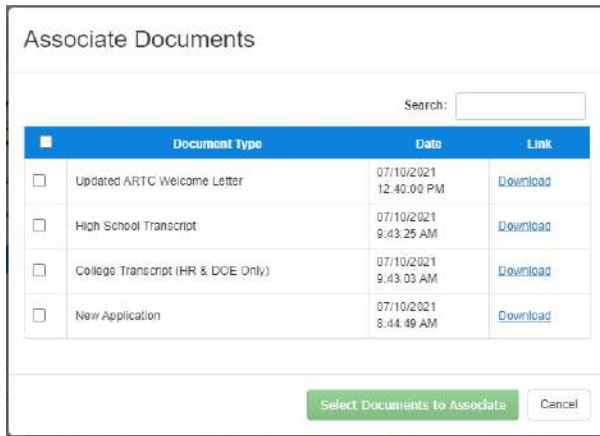 Associate Documents
Search:
Document Type Date Link
Updated ARTC Welcome Letter 07/10/2021 12:40:00 PM Download
High School Transcript 07/10/2021 9:43:25 AM Download
College Transcript (HR & DOE Only) 07/10/2021 9:43:03 AM Download
New Application 07/10/2021 8:44:49 AM Download
Select Documents to Associate Cancel